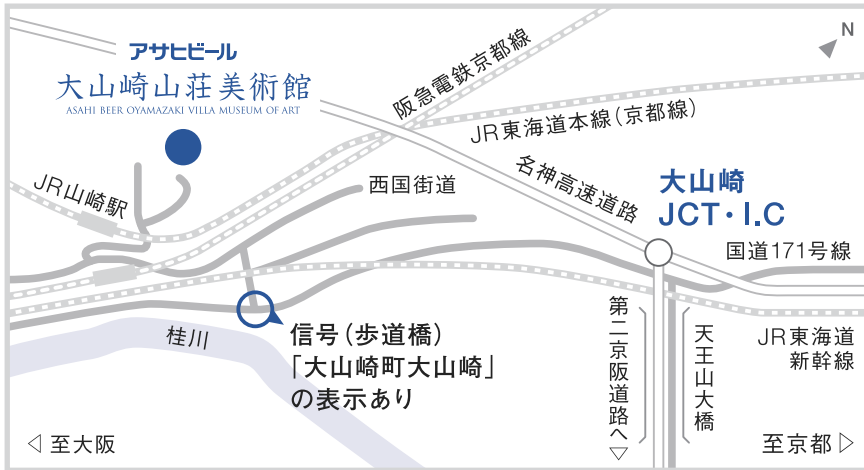 N
アサヒビール
大山崎山荘美術館
ASAHI BEER OYAMAZAKI VILLA MUSEUM OF ART
阪急電鉄京都線
JR東海道本線(京都線)
名神高速道路
大山崎
JCT・I.C
JR山崎駅
西国街道
国道171号線
桂川
信号(歩道橋)
「大山崎町大山崎」
の表示あり
第二京阪道路へ▽
天王山大橋
JR東海道
新幹線
◁至大阪
至京都▷